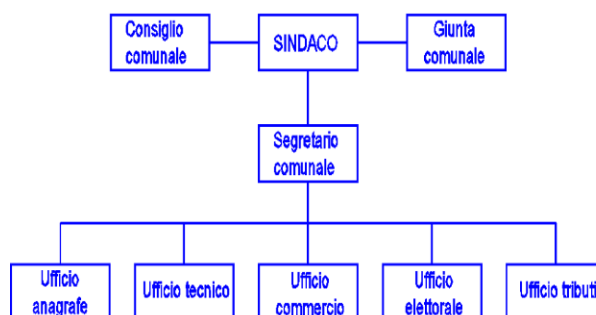 Consiglio
comunale
SINDACO
Giunta
comunale
Segretario
comunale
Ufficio
anagrafe
Ufficio tecnico
Ufficio
commercio
Ufficio
elettorale
Ufficio tributi